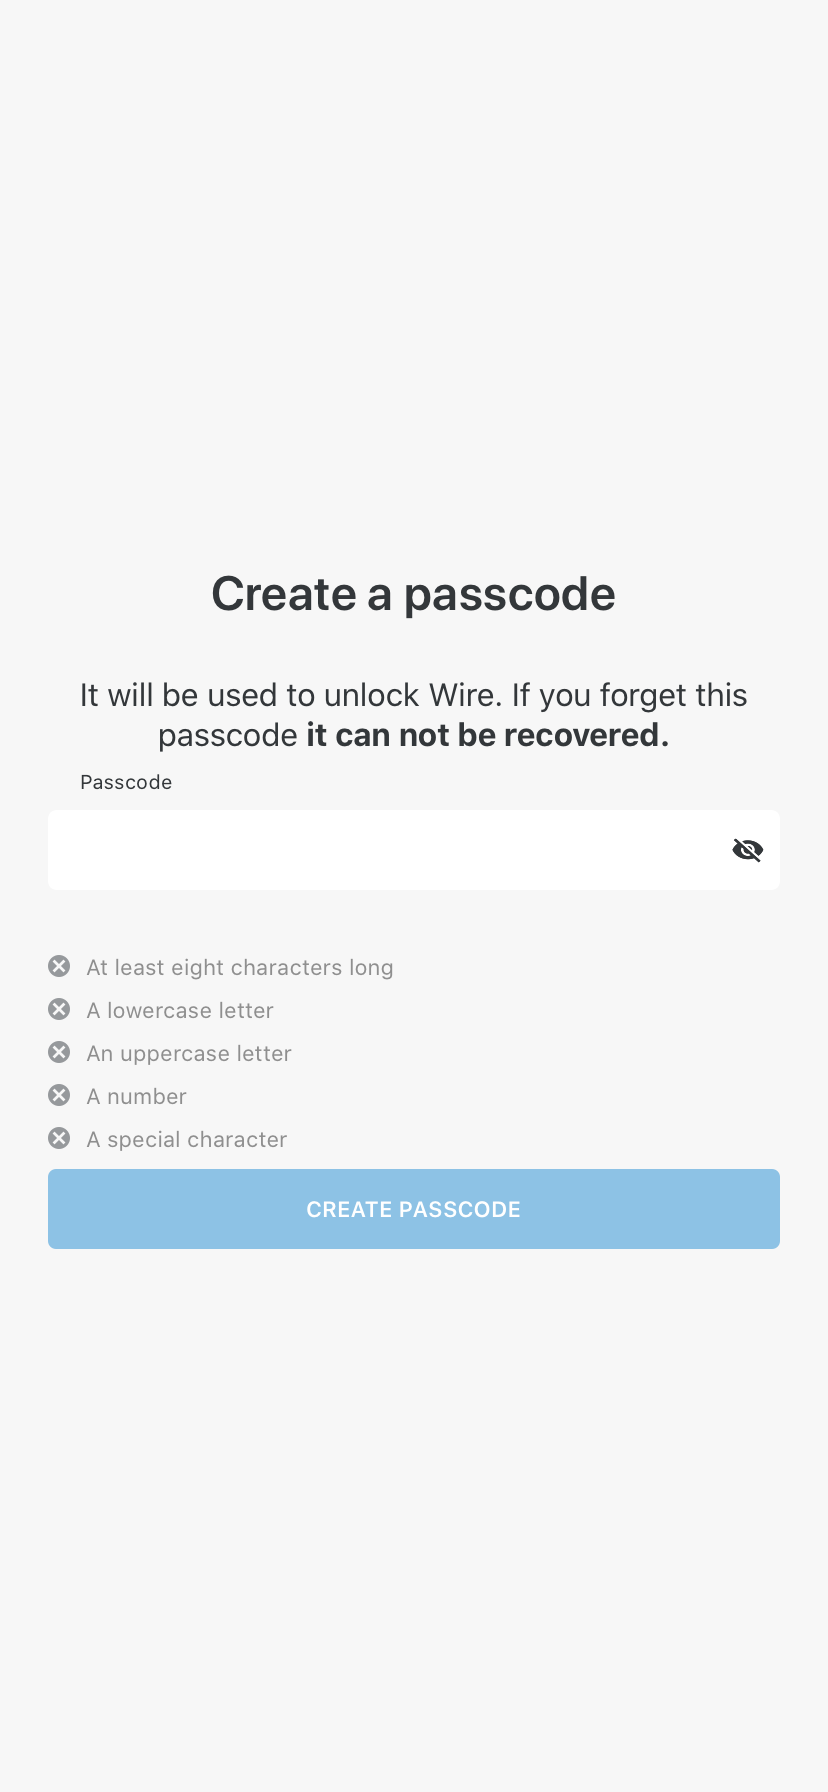 Create a passcode
It will be used to unlock Wire. If you forget this
passcode it can not be recovered.
Passcode
At least eight characters long
A lowercase letter
An uppercase letter
A number
A special character
CREATE PASSCODE